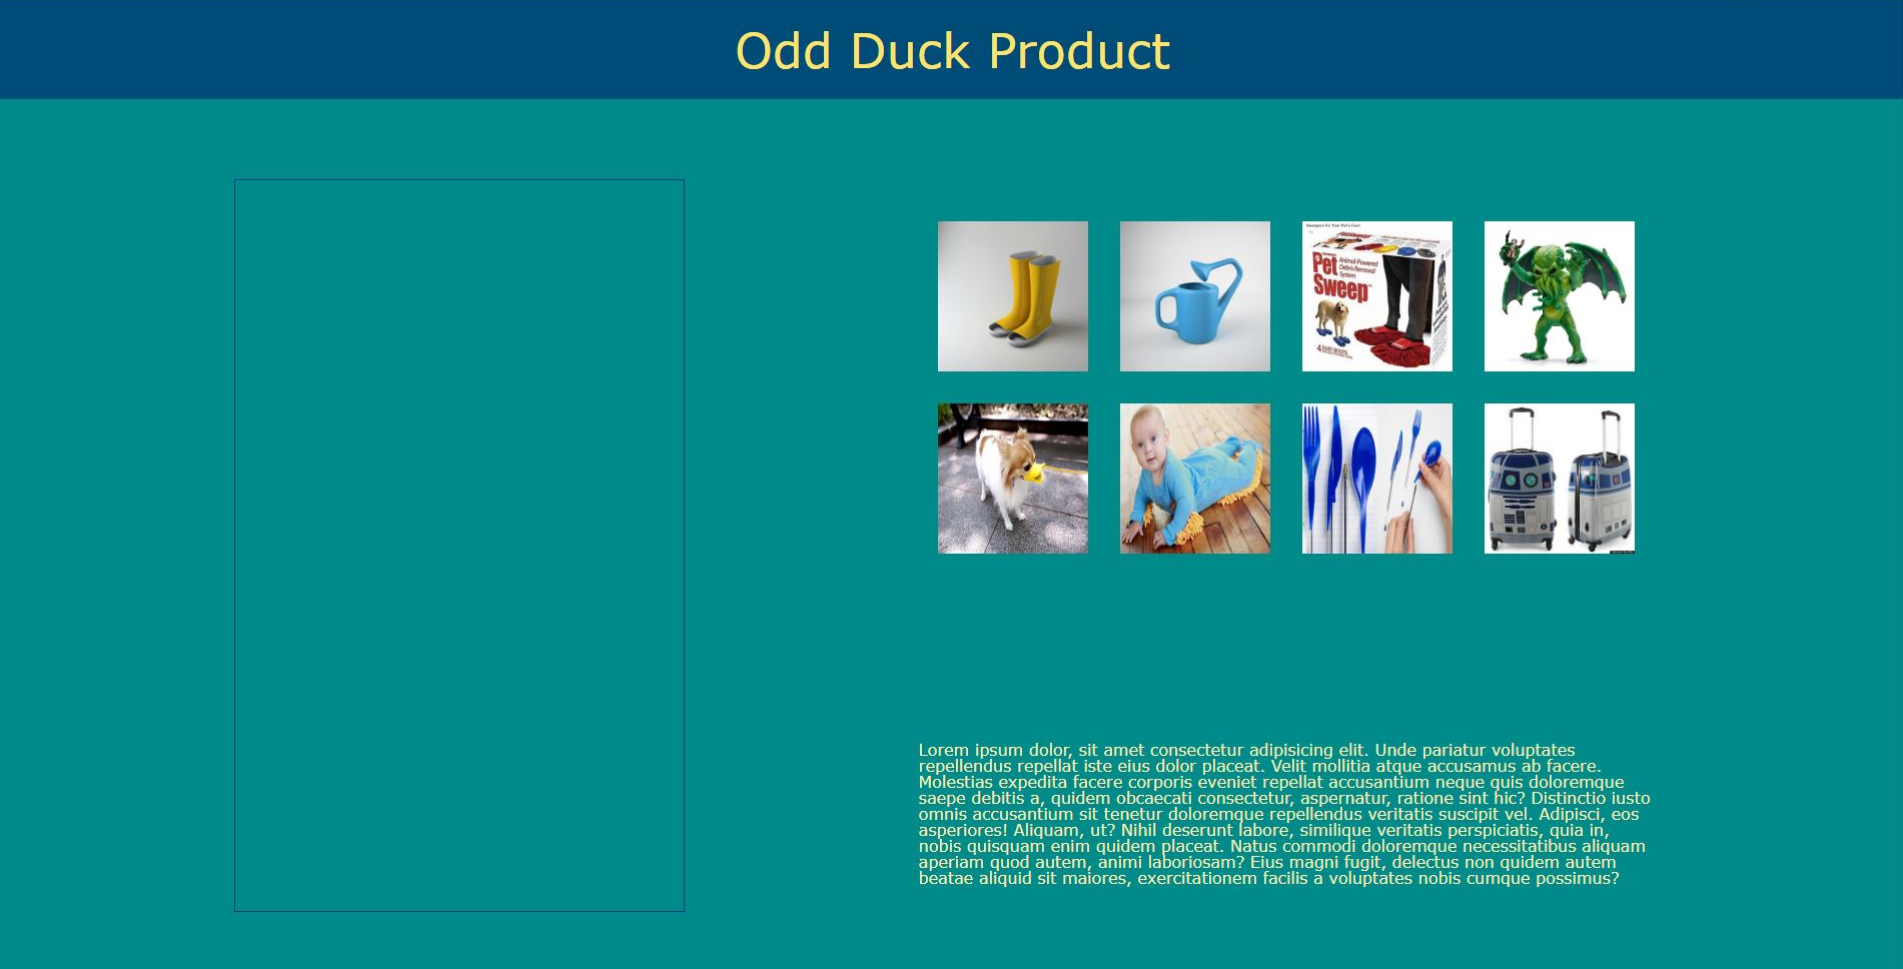 Odd Duck Product
Pet
Sweep
Animal-Powered
Debris Removal
System
Lorem ipsum dolor, sit amet consectetur adipisicing elit. Unde pariatur voluptates
repellendus repellat iste eius dolor placeat. Velit mollitia atque accusamus ab facere.
Molestias expedita facere corporis eveniet repellat accusantium neque quis doloremque
saepe debitis a, quidem obcaecati consectetur, aspernatur, ratione sint hic? Distinctio iusto
omnis accusantium sit tenetur doloremque repellendus veritatis suscipit vel. Adipisci, eos
asperiores! Aliquam, ut? Nihil deserunt labore, similique veritatis perspiciatis, quia in,
nobis quisquam enim quidem placeat. Natus commodi doloremque necessitatibus aliquam
aperiam quod autem, animi laboriosam? Eius magni fugit, delectus non quidem autem
beatae aliquid sit maiores, exercitationem facilis a voluptates nobis cumque possimus?